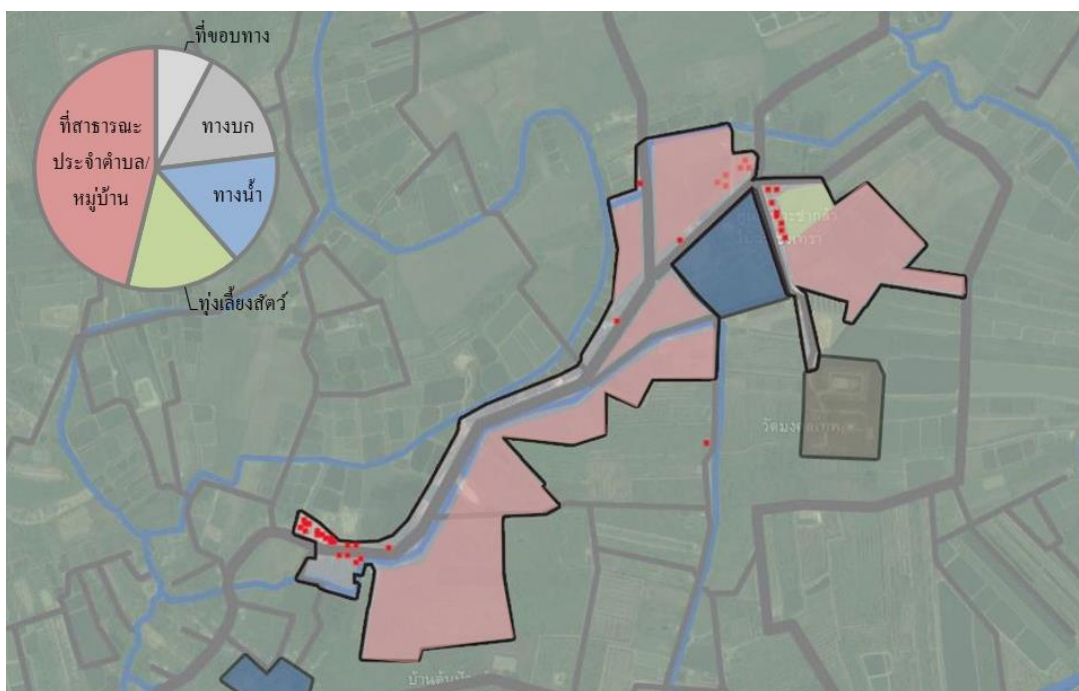 ที่ขอบทาง
ที่สาธารณะ
ประจำตำบล/
หมู่บ้าน
ทางบก
ทางน้ำ
ทุ่งเลี้ยงสัตว์